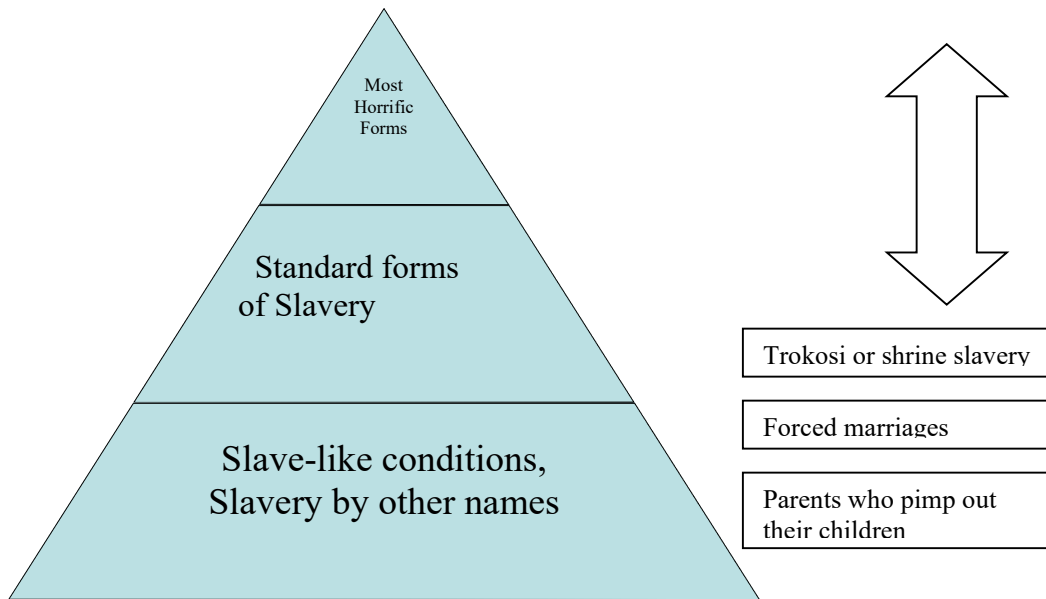 Most
Horrific
Forms
Standard forms
of Slavery
Slave-like conditions,
Slavery by other names
Trokosi or shrine slavery
Forced marriages
Parents who pimp out
their children